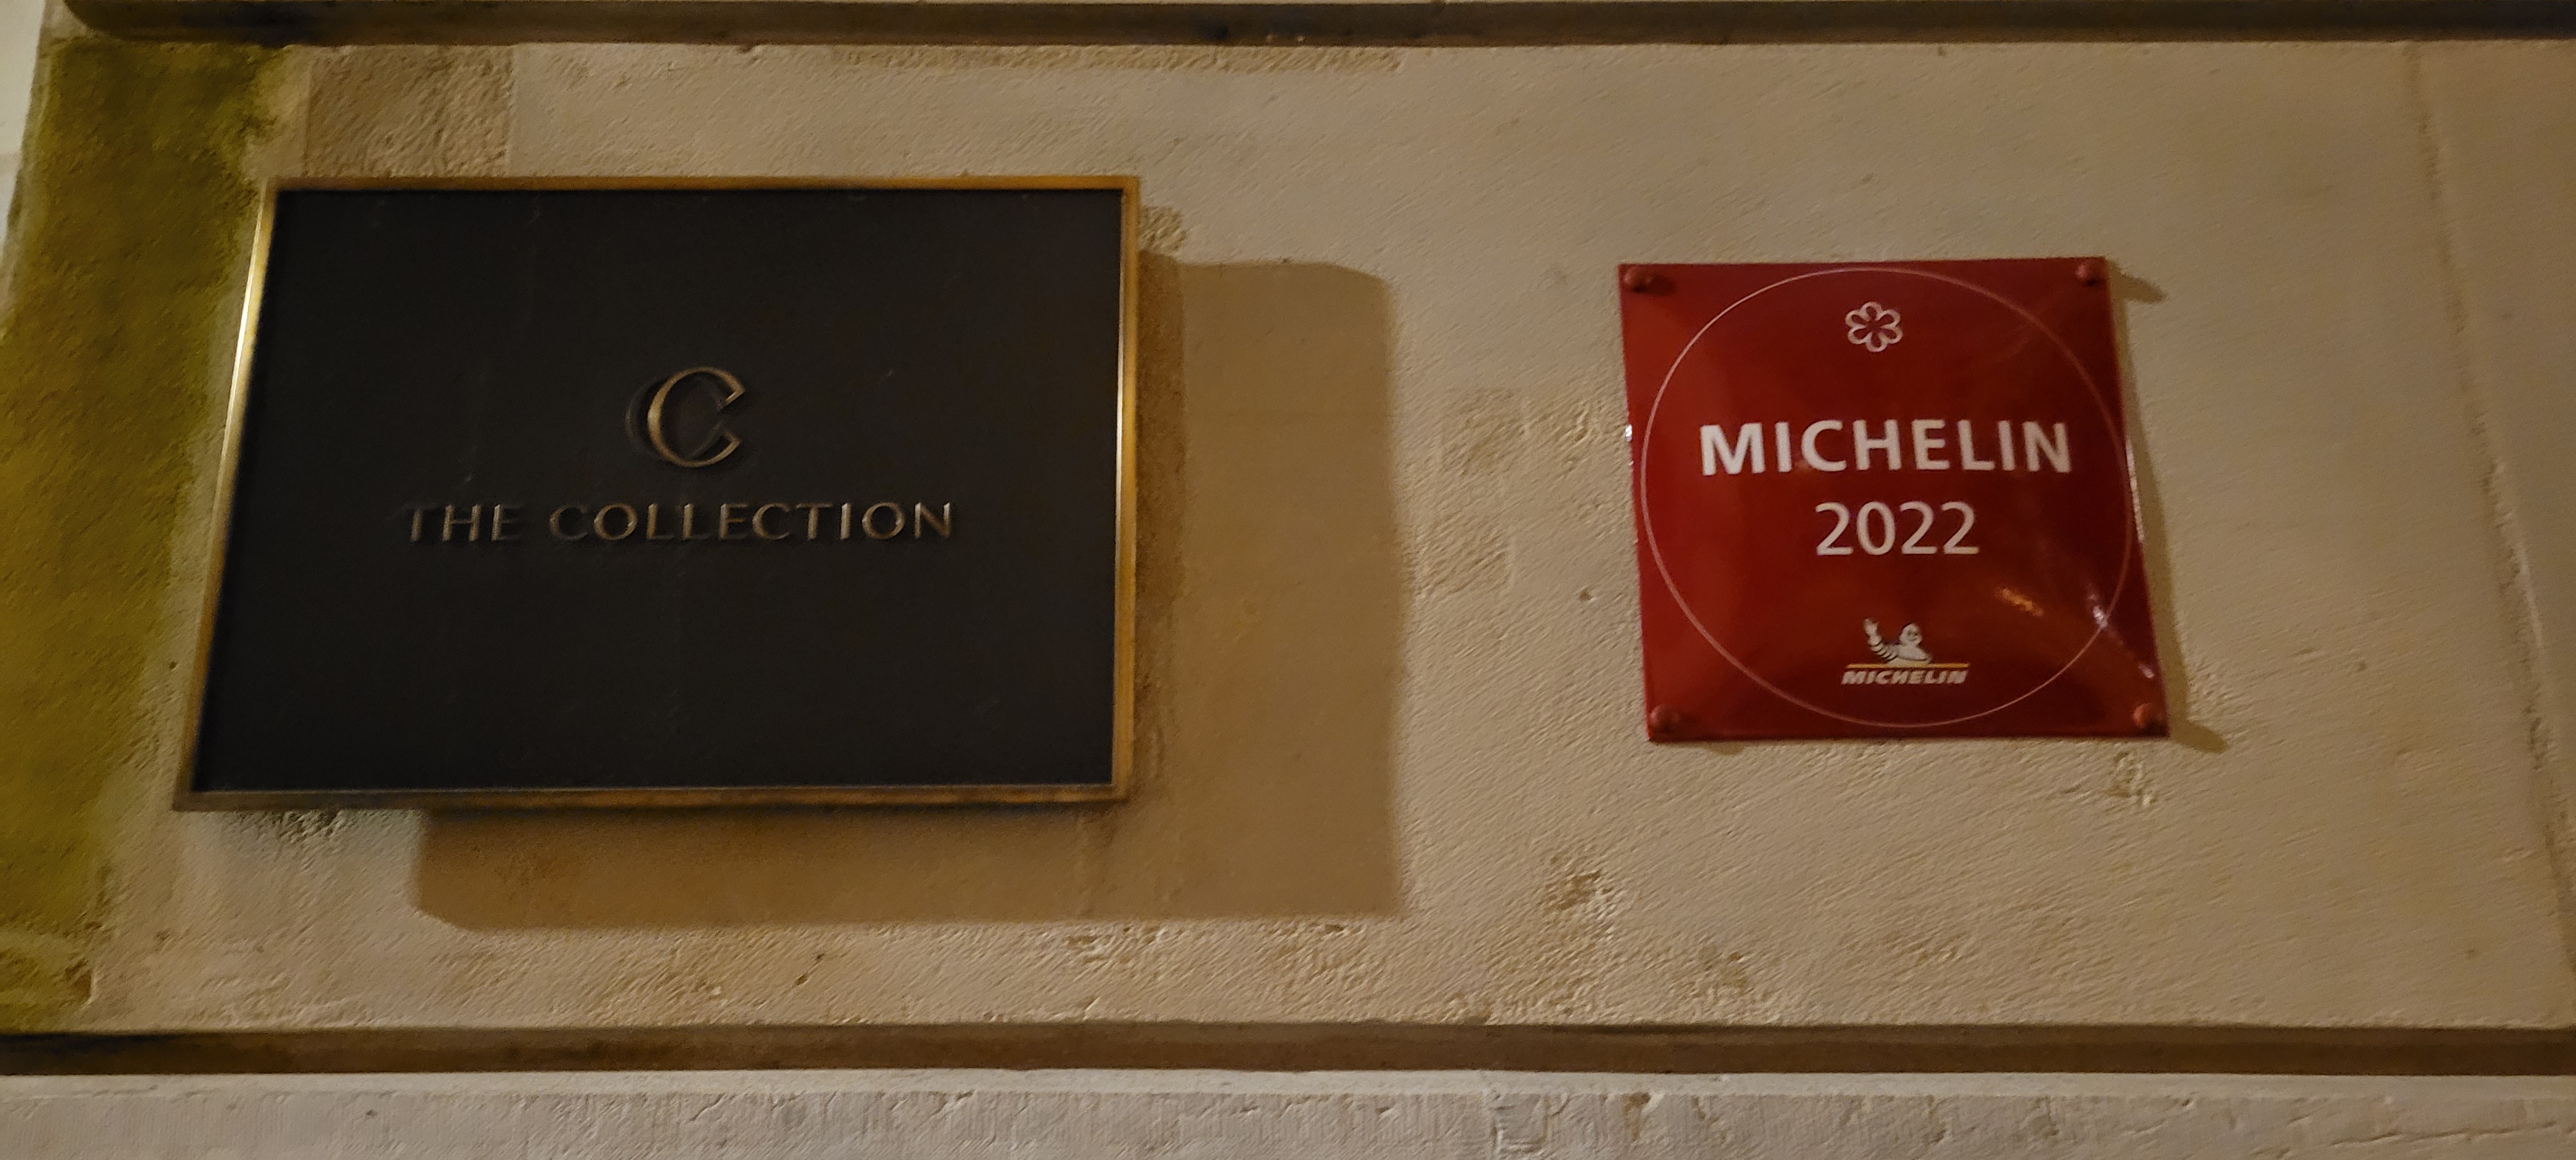 C
THE COLLECTION
MICHELIN
2022
MICHELIN